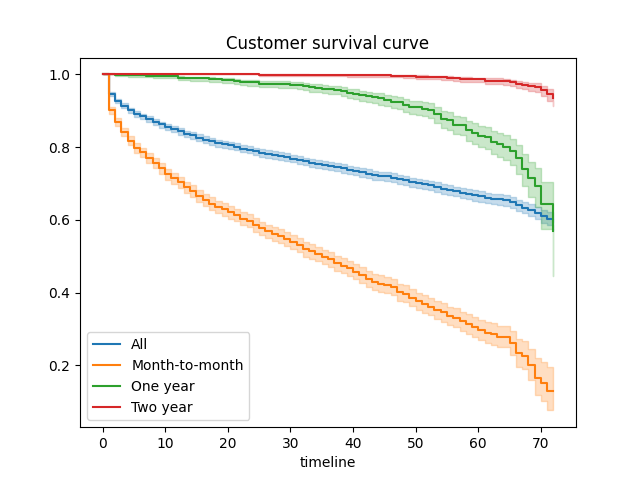 Customer survival curve
1.0
0.8
0.6
0.4
0.2
All
Month-to-month
One year
Two year
0 10 20 30 40 50 60 70
timeline